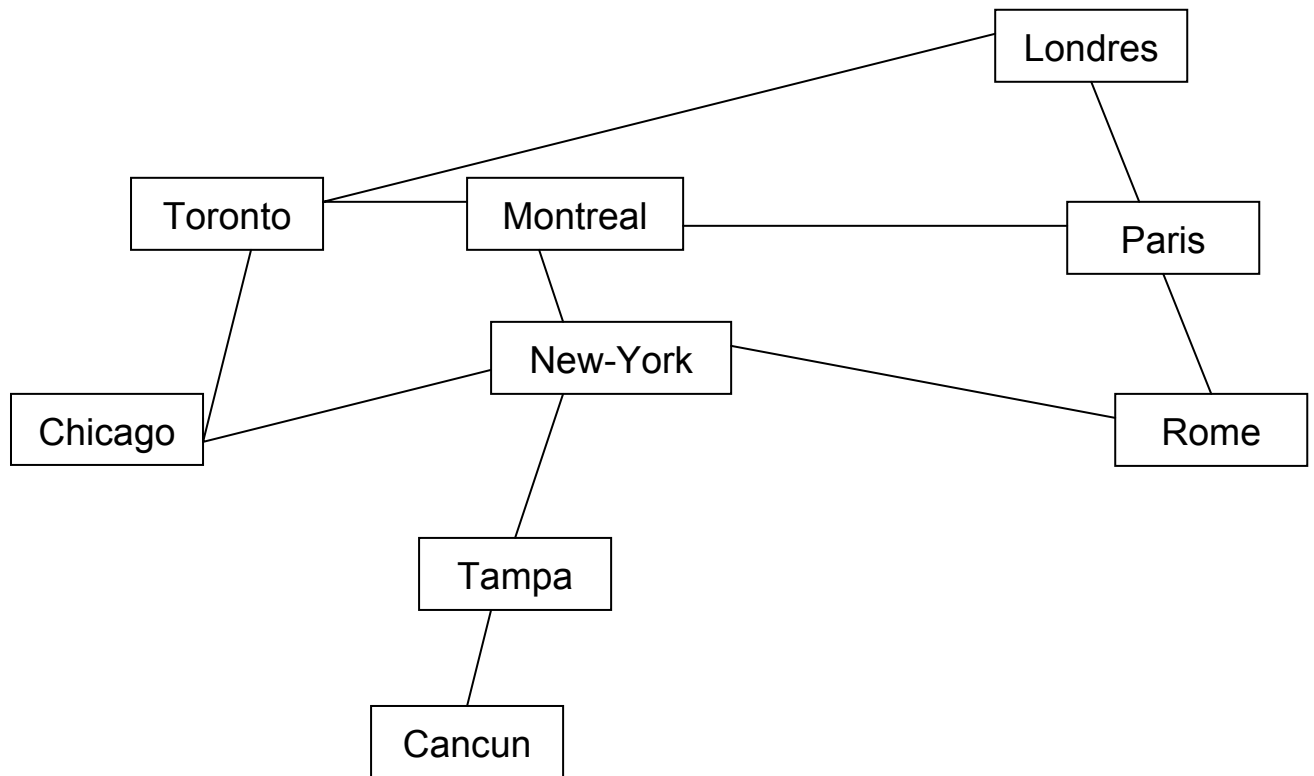 Londres
Toronto
Montreal
Paris
New-York
Chicago
Rome
Tampa
Cancun